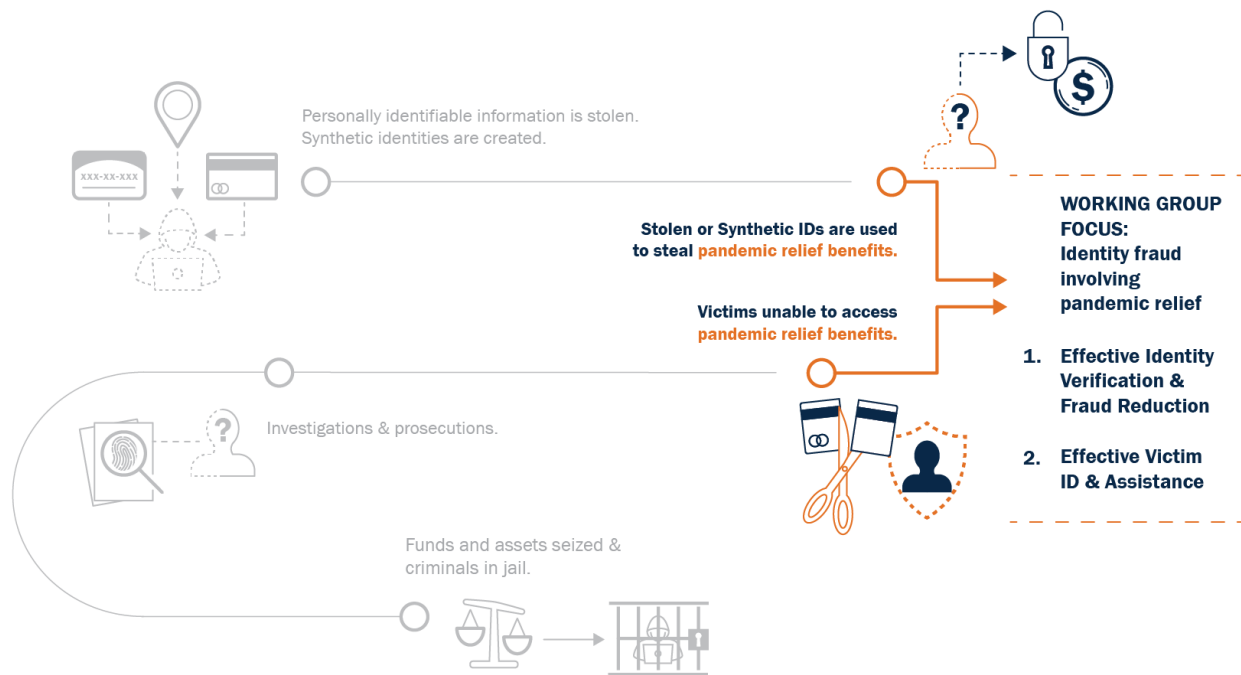 Personally identifiable information is stolen.
Synthetic identities are created.
xxx-xx-xxx
?
$
Stolen or Synthetic IDs are used
to steal pandemic relief benefits.
Victims unable to access
pandemic relief benefits.
WORKING GROUP
FOCUS:
Identity fraud
involving
pandemic relief
1. Effective Identity
Verification &
Fraud Reduction
2. Effective Victim
ID & Assistance
?
Investigations & prosecutions.
Funds and assets seized &
criminals in jail.